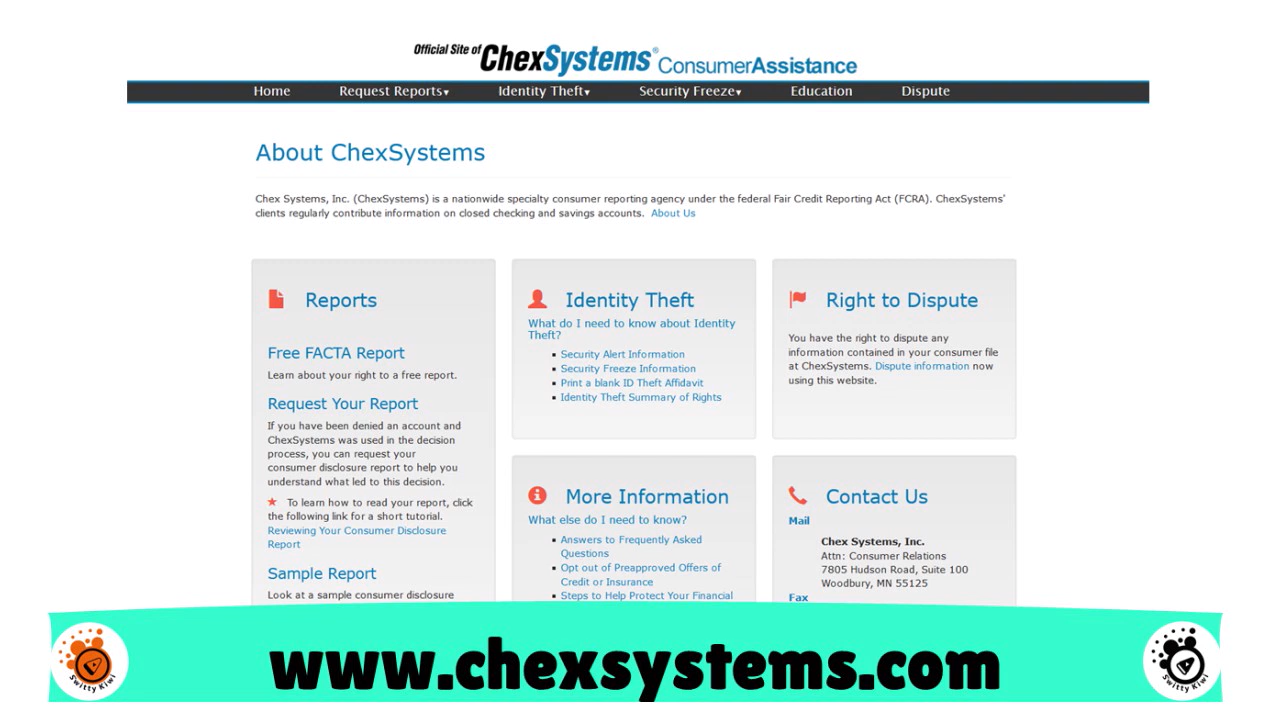 Official Site of ChexSystems® ConsumerAssistance
Home Request Reports▾ Identity Theft▾ Security Freeze▾ Education Dispute
About ChexSystems
Chex Systems, Inc. (ChexSystems) is a nationwide specialty consumer reporting agency under the federal Fair Credit Reporting Act (FCRA). ChexSystems'
clients regularly contribute information on closed checking and savings accounts. About Us
Reports
Free FACTA Report
Learn about your right to a free report.
Request Your Report
If you have been denied an account and
ChexSystems was used in the decision
process, you can request your
consumer disclosure report to help you
understand what led to this decision.
★ To learn how to read your report, click
the following link for a short tutorial.
Reviewing Your Consumer Disclosure
Report
Sample Report
Look at a sample consumer disclosure
Identity Theft
What do I need to know about Identity
Theft?
▪ Security Alert Information
▪ Security Freeze Information
▪ Print a blank ID Theft Affidavit
▪ Identity Theft Summary of Rights
Right to Dispute
You have the right to dispute any
information contained in your consumer file
at ChexSystems. Dispute information now
using this website.
More Information
What else do I need to know?
▪ Answers to Frequently Asked
Questions
▪ Opt out of Preapproved Offers of
Credit or Insurance
▪ Steps to Help Protect Your Financial
Contact Us
Mail
Chex Systems, Inc.
Attn: Consumer Relations
7805 Hudson Road, Suite 100
Woodbury, MN 55125
Fax
Switty Kiwi
www.chexsystems.com
Switty Kiwi